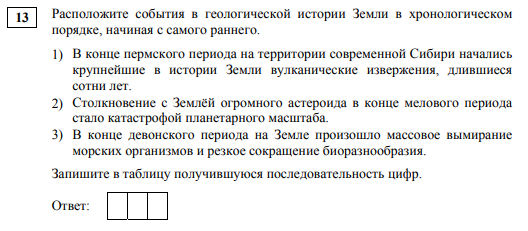 13
Расположите события в геологической истории Земли в хронологическом
порядке, начиная с самого раннего.
1) В конце пермского периода на территории современной Сибири начались
крупнейшие в истории Земли вулканические извержения, длившиеся
сотни лет.
2) Столкновение с Землёй огромного астероида в конце мелового периода
стало катастрофой планетарного масштаба.
3) В конце девонского периода на Земле произошло массовое вымирание
морских организмов и резкое сокращение биоразнообразия.
Запишите в таблицу получившуюся последовательность цифр.
Ответ: